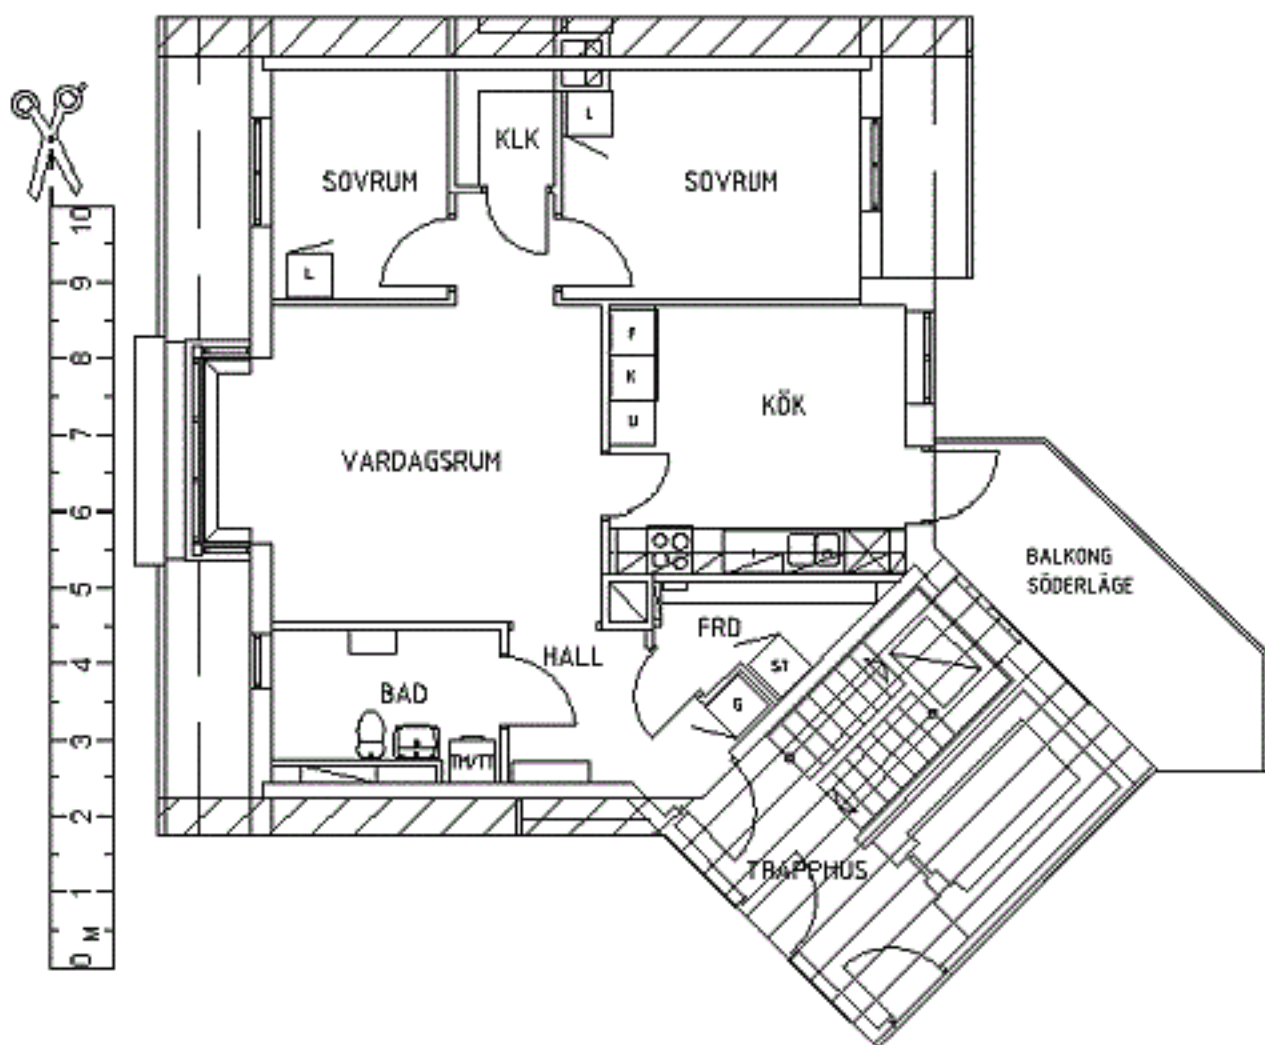 KLK
L
SOVRUM
SOVRUM
L
F
K
U
KÖK
VARDAGSRUM
BALKONG
SÖDERLÄGE
FRD
HALL
ST
BAD
G
TM/TT
TRAPPHUS
10
9
8
7
6
5
4
3
2
1
0 M